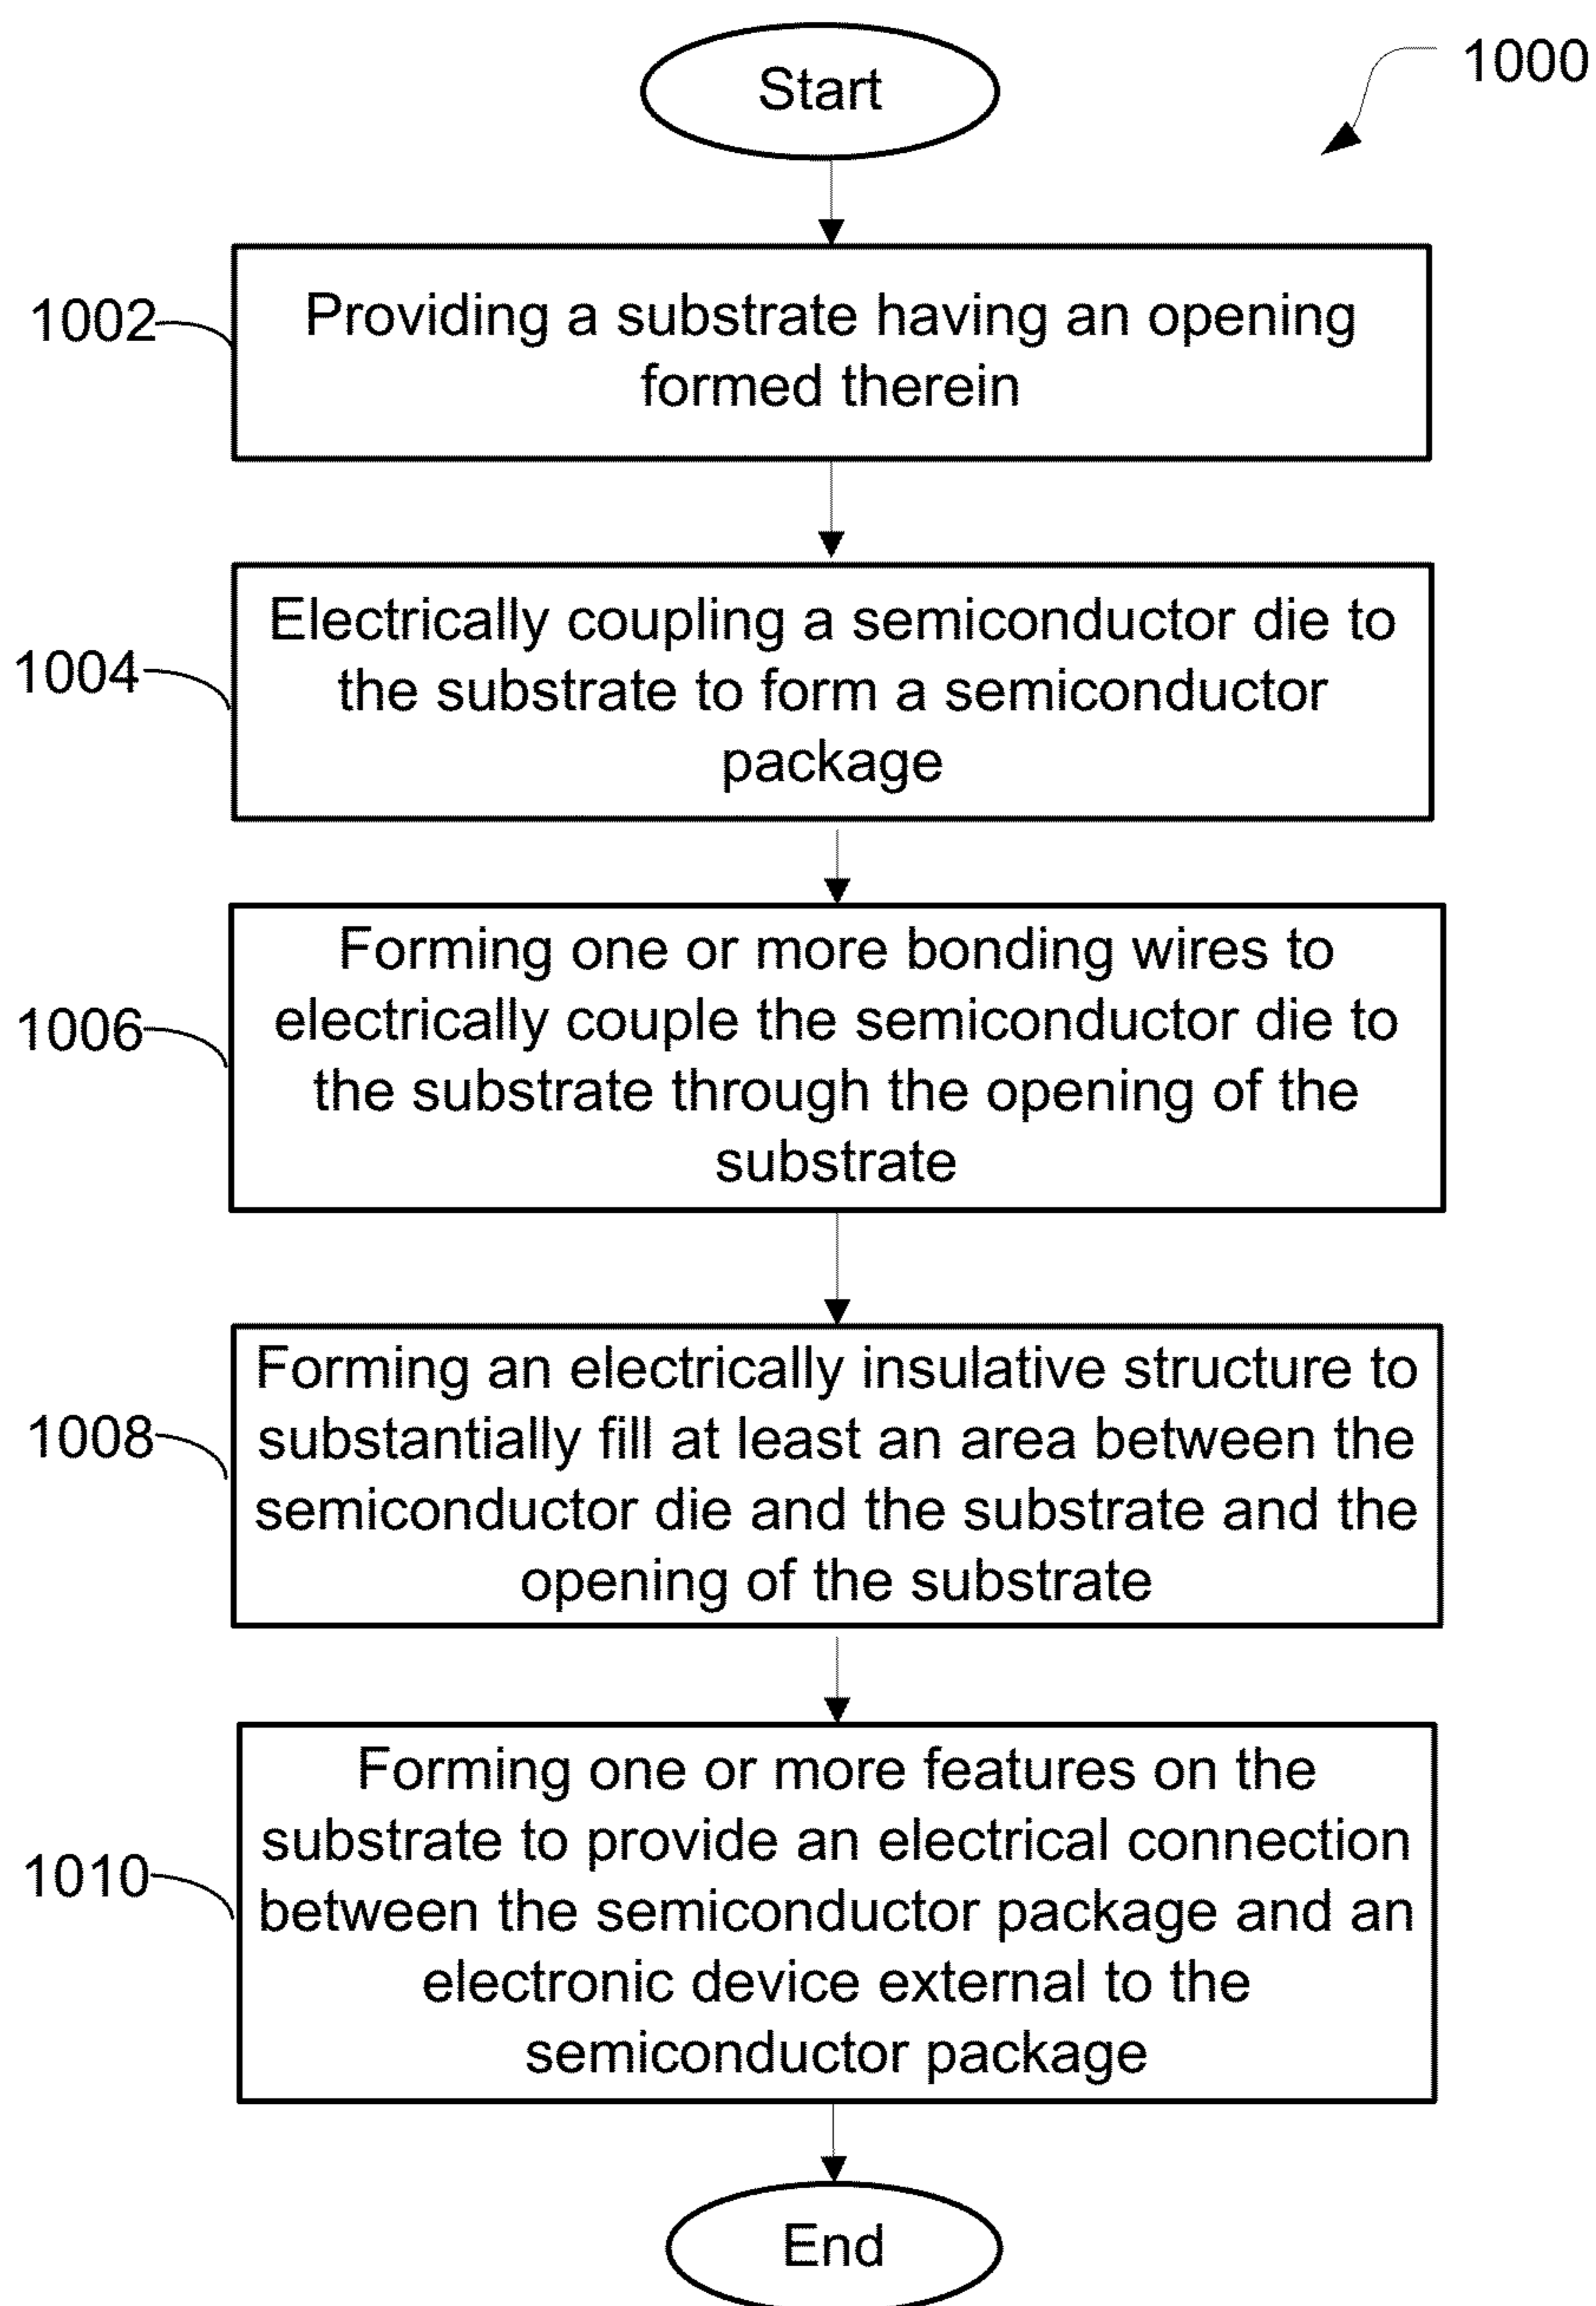 Start
1000
1002
Providing a substrate having an opening
formed therein
1004
Electrically coupling a semiconductor die to
the substrate to form a semiconductor
package
1006
Forming one or more bonding wires to
electrically couple the semiconductor die to
the substrate through the opening of the
substrate
1008
Forming an electrically insulative structure to
substantially fill at least an area between the
semiconductor die and the substrate and the
opening of the substrate
1010
Forming one or more features on the
substrate to provide an electrical connection
between the semiconductor package and an
electronic device external to the
semiconductor package
End